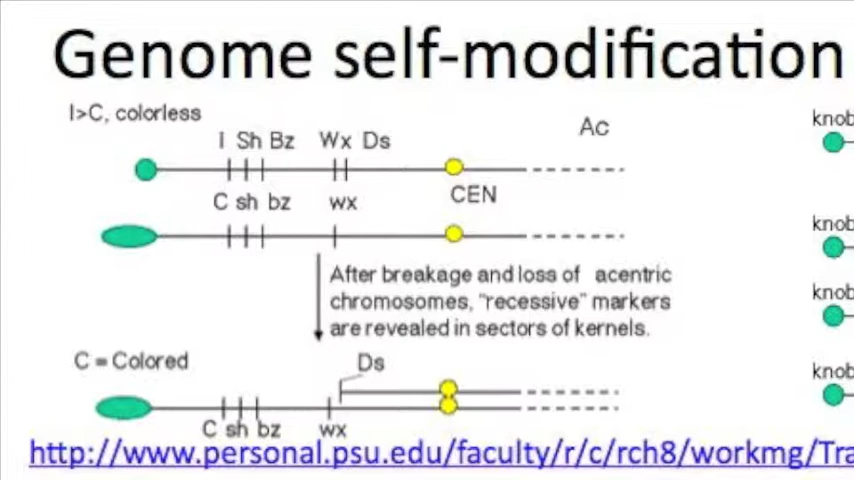 Genome self-modification
I>C, colorless
I Sh Bz Wx Ds
Ac
C sh bz wx
CEN
After breakage and loss of acentric
chromosomes, "recessive" markers
are revealed in sectors of kernels.
C = Colored
Ds
C sh bz wx
http://www.personal.psu.edu/faculty/r/c/rch8/workmg/Tra
knob
knob
knob
knob